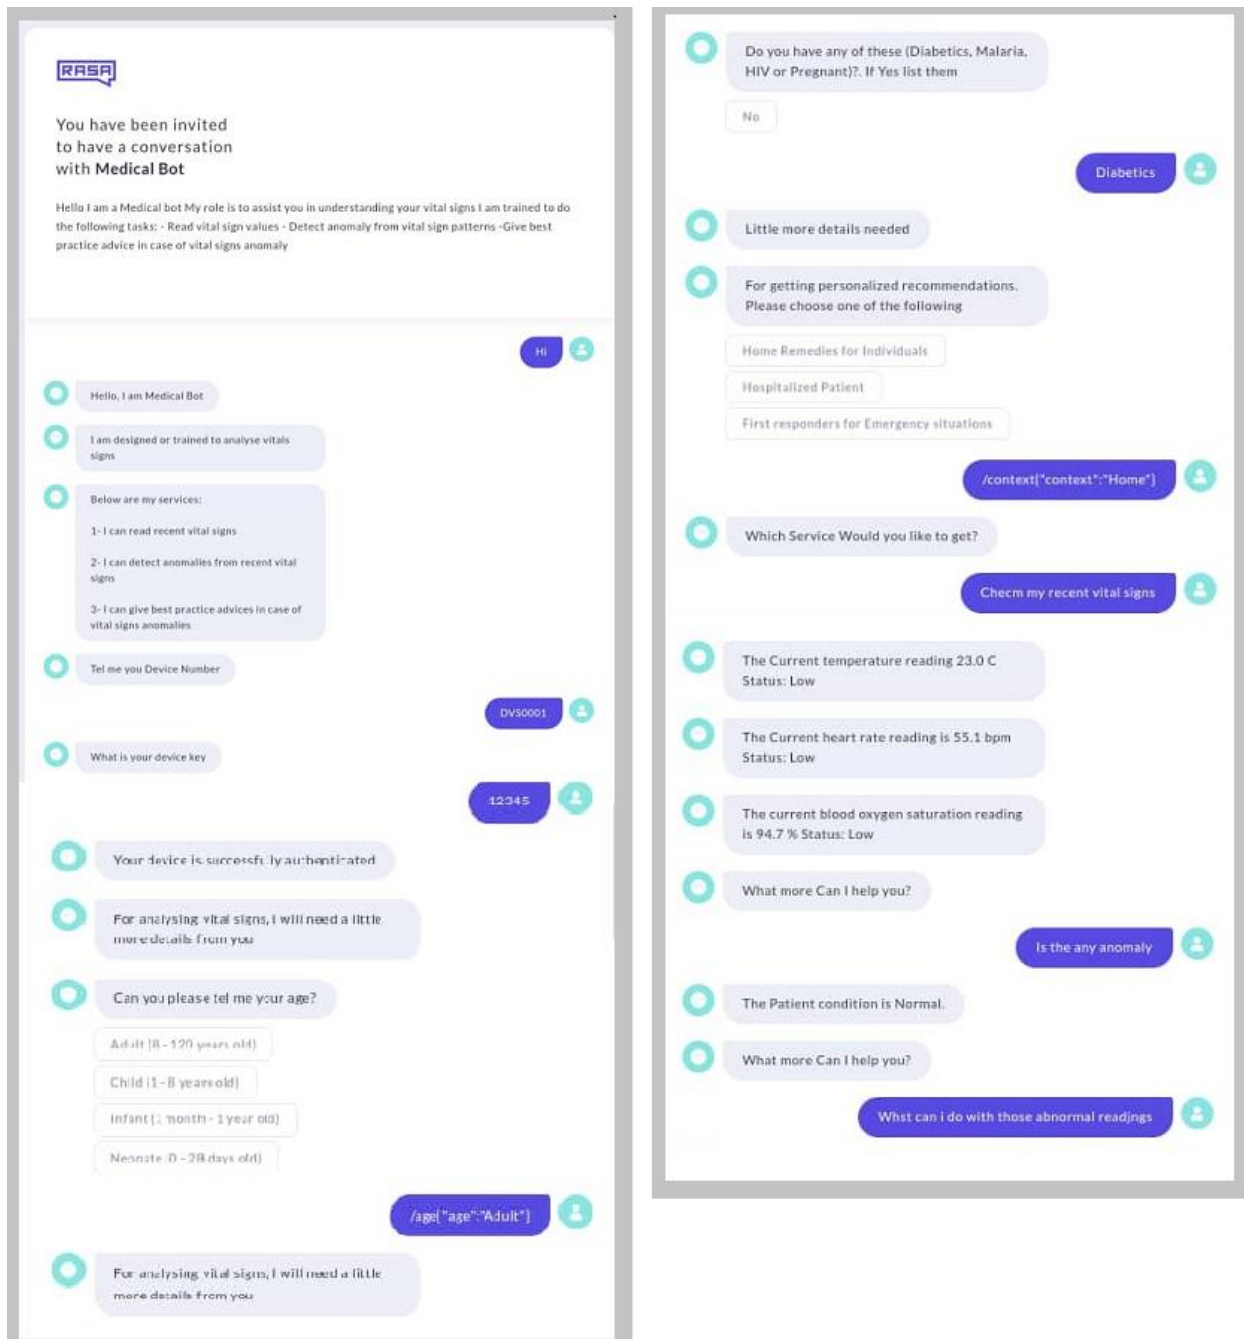 RASA
You have been invited
to have a conversation
with Medical Bot
Hello I am a Medical bot My role is to assist you in understanding your vital signs I am trained to do
the following tasks: - Read vital sign values - Detect anomaly from vital sign patterns -Give best
practice advice in case of vital signs anomaly
Hi
Hello, I am Medical Bot
I am designed or trained to analyse vitals
signs
Below are my services:
1- I can read recent vital signs
2- I can detect anomalies from recent vital
signs
3- I can give best practice advices in case of
vital signs anomalies
Tel me you Device Number
DVS0001
What is your device key
12345
Your device is successfully authenticated
For analysing vital signs, I will need a little
more details from you
Can you please tel me your age?
Adult (8 - 120 years old)
Child (1 - 8 years old)
Infant (1 month - 1 year old)
Neonate (0 - 28 days old)
/age{"age":"Adult"}
For analysing vital signs, I will need a little
more details from you
Do you have any of these (Diabetics, Malaria,
HIV or Pregnant)?. If Yes list them
No
Diabetics
Little more details needed
For getting personalized recommendations.
Please choose one of the following
Home Remedies for Individuals
Hospitalized Patient
First responders for Emergency situations
/context{"context":"Home"}
Which Service Would you like to get?
Checm my recent vital signs
The Current temperature reading 23.0 C
Status: Low
The Current heart rate reading is 55.1 bpm
Status: Low
The current blood oxygen saturation reading
is 94.7 % Status: Low
What more Can I help you?
Is the any anomaly
The Patient condition is Normal.
What more Can I help you?
Whst can i do with those abnormal readjngs